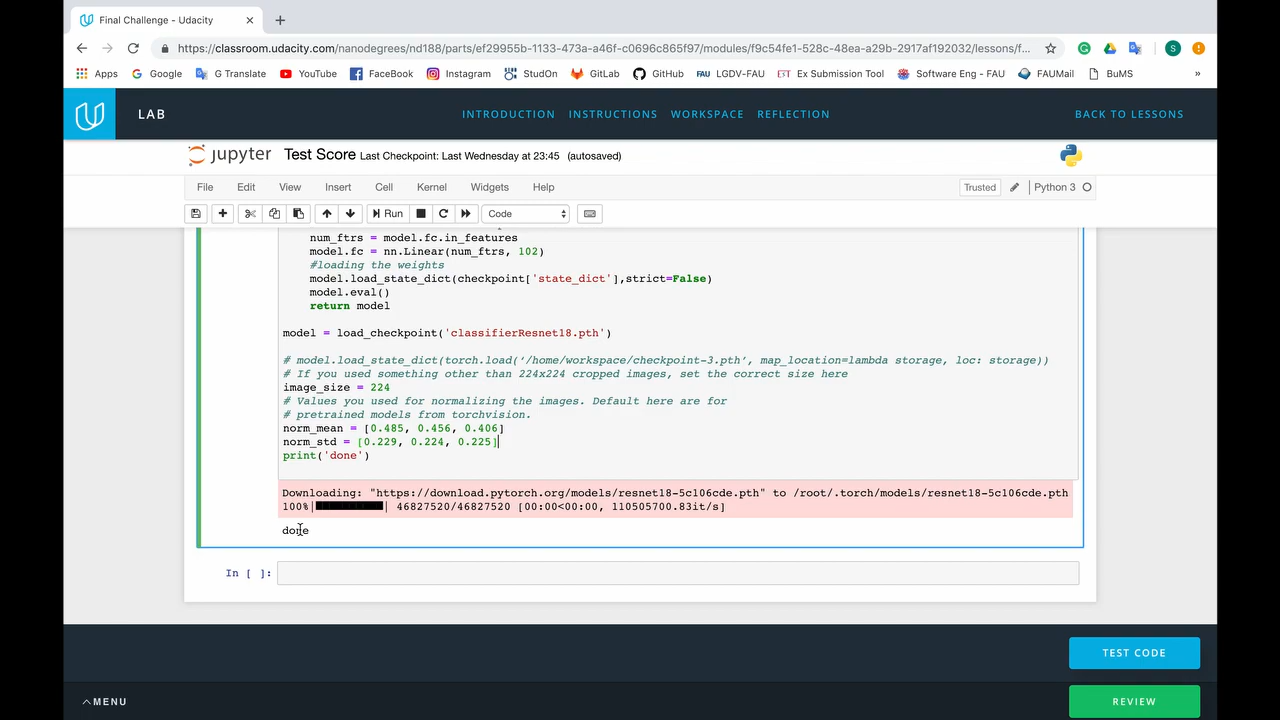 Final Challenge - Udacity
https://classroom.udacity.com/nanodegrees/nd188/parts/ef29955b-1133-473a-a46f-c0696c865f97/modules/f9c54fe1-528c-48ea-a29b-2917af192032/lessons/f...
S
Apps Google G Translate YouTube FaceBook Instagram StudOn GitLab GitHub FAU LGDV-FAU EXT Ex Submission Tool Software Eng - FAU FAUMail BuMS »
LAB INTRODUCTION INSTRUCTIONS WORKSPACE REFLECTION BACK TO LESSONS
jupyter Test Score Last Checkpoint: Last Wednesday at 23:45 (autosaved)
File Edit View Insert Cell Kernel Widgets Help Trusted Python 3
Run Code
num_ftrs = model.fc.in_features
model.fc = nn.Linear(num_ftrs, 102)
#loading the weights
model.load_state_dict(checkpoint['state_dict'],strict=False)
model.eval()
return model
model = load_checkpoint('classifierResnet18.pth')
# model.load_state_dict(torch.load(‘/home/workspace/checkpoint-3.pth’, map_location=lambda storage, loc: storage))
# If you used something other than 224x224 cropped images, set the correct size here
image_size = 224
# Values you used for normalizing the images. Default here are for
# pretrained models from torchvision.
norm_mean = [0.485, 0.456, 0.406]
norm_std = [0.229, 0.224, 0.225]
print('done')
Downloading: "https://download.pytorch.org/models/resnet18-5c106cde.pth" to /root/.torch/models/resnet18-5c106cde.pth
100%|██████████| 46827520/46827520 [00:00<00:00, 110505700.83it/s]
done
In [ ]:
TEST CODE
MENU REVIEW